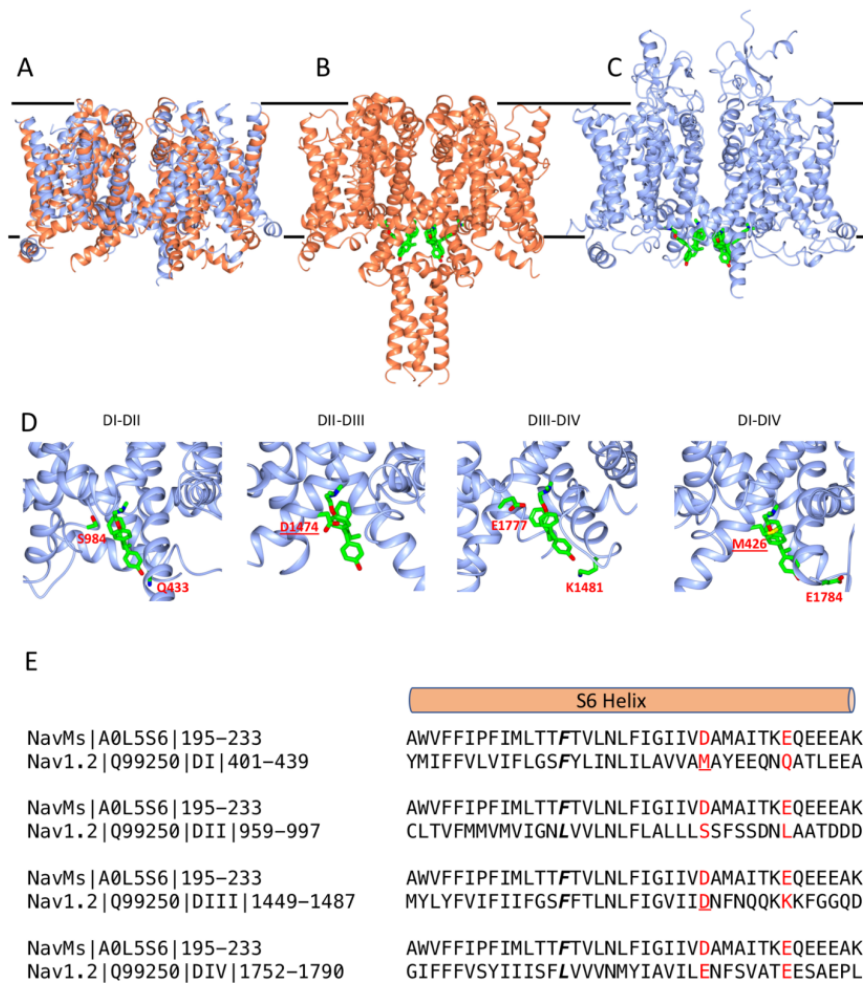 A
B
C
D
DI-DII
DII-DIII
DIII-DIV
DI-DIV
S984
Q433
D1474
E1777
K1481
M426
E1784
E
S6 Helix
NavMs|A0L5S6|195-233 AWVFFIPFIMLTTFTVLNLFIGIIVDAMAITKEQEEEAK
Nav1.2|Q99250|DI|401-439 YMIFFVLVIFLGSFYLINLILAVVAMAYEEQNQATLEEA
NavMs|A0L5S6|195-233 AWVFFIPFIMLTTFTVLNLFIGIIVDAMAITKEQEEEAK
Nav1.2|Q99250|DII|959-997 CLTVFMMVMVIGNLVVLNLFLALLLSSFSSDNLAATDDD
NavMs|A0L5S6|195-233 AWVFFIPFIMLTTFTVLNLFIGIIVDAMAITKEQEEEAK
Nav1.2|Q99250|DIII|1449-1487 MYLYFVIFIIFGSFFTLNLFIGVIIDNFNQQKKKFGGQD
NavMs|A0L5S6|195-233 AWVFFIPFIMLTTFTVLNLFIGIIVDAMAITKEQEEEAK
Nav1.2|Q99250|DIV|1752-1790 GIFFFVSYIIISFLVVVNMYIAVILENFSVATEESAEPL